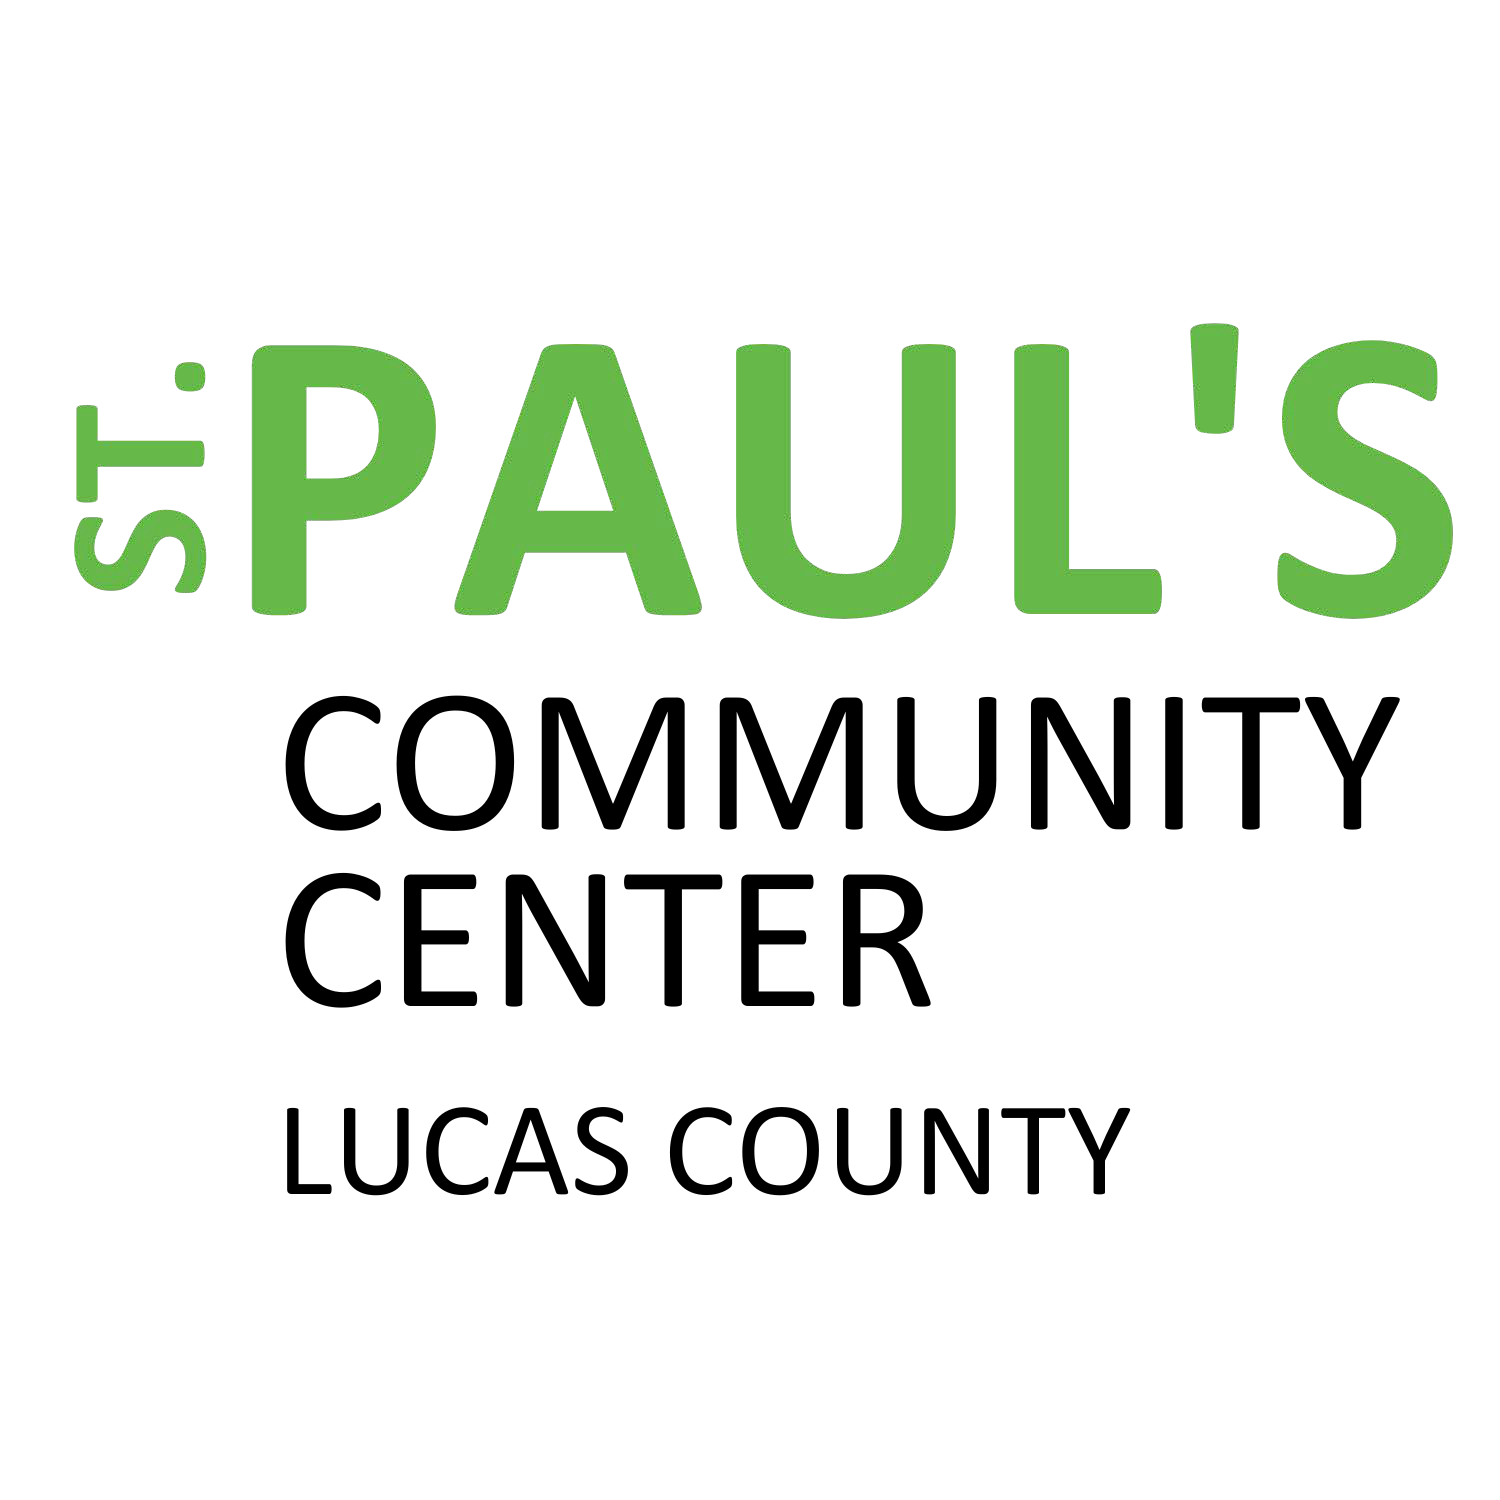 ST. PAUL'S
COMMUNITY
CENTER
LUCAS COUNTY